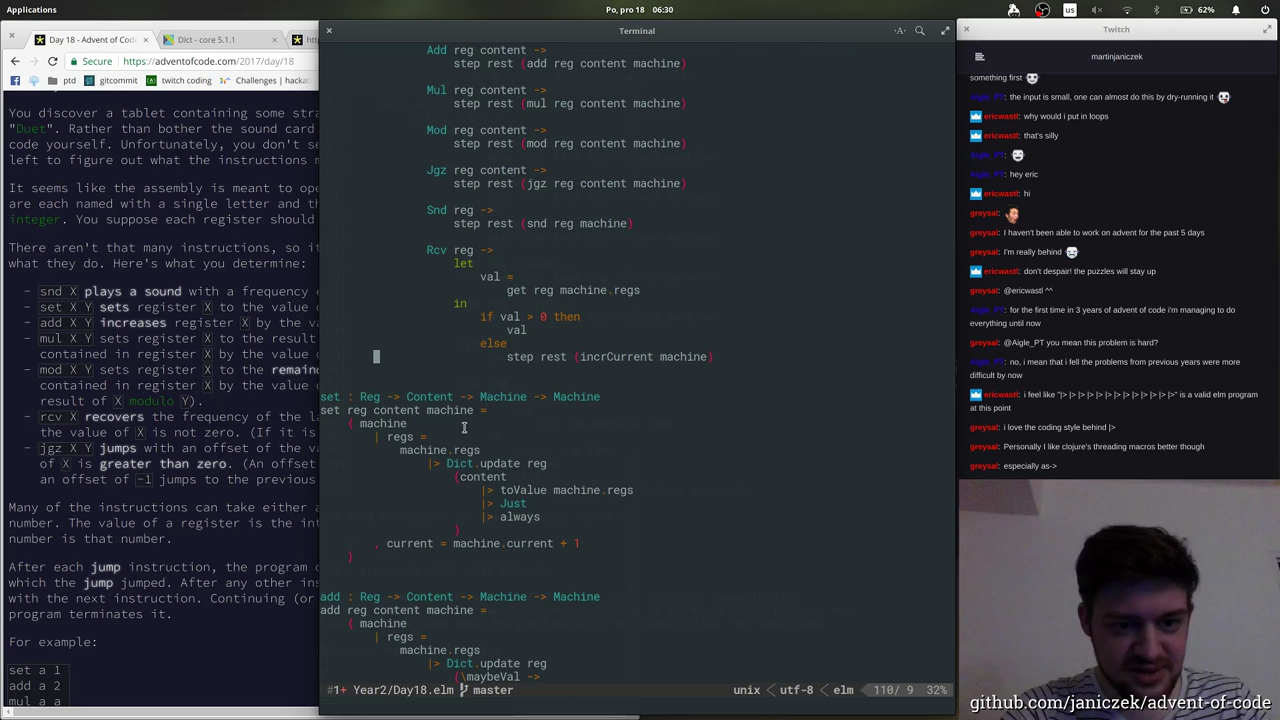 Applications
Po, pro 18 06:30
us
62%
Day 18 - Advent of Cod
Dict - core 5.1.1
Secure
https://adventofcode.com/2017/day/18
ptd
gitcommit
twitch coding
Challenges | hacka
You discover a tablet containing some stra
"Duet". Rather than bother the sound card
code yourself. Unfortunately, you don't se
left to figure out what the instructions m
It seems like the assembly is meant to ope
are each named with a single letter
integer. You suppose each register should
There aren't that many instructions, so it
what they do. Here's what you determine:
- snd X plays a sound with a frequency
- set X Y sets register X to the value
- add X Y increases register X by the va
- mul X Y sets register X to the result
contained in register X by the value o
- mod X Y sets register X to the remaind
contained in register X by the value o
result of X modulo Y).
- rcv X recovers the frequency of the la
the value of X is not zero. (If it is
- jgz X Y jumps with an offset of the va
of X is greater than zero. (An offset
an offset of -1 jumps to the previous
Many of the instructions can take either a
number. The value of a register is the int
number is that number.
After each jump instruction, the program c
which the jump jumped. After any other ins
with the next instruction. Continuing (or
program terminates it.
For example:
set a 1
add a 2
mul a a
Terminal
Add reg content ->
step rest (add reg content machine)
Mul reg content ->
step rest (mul reg content machine)
Mod reg content ->
step rest (mod reg content machine)
Jgz reg content ->
step rest (jgz reg content machine)
Snd reg ->
step rest (snd reg machine)
Rcv reg ->
let
val =
get reg machine.regs
in
if val > 0 then
val
else
step rest (incrCurrent machine)
set : Reg -> Content -> Machine -> Machine
set reg content machine =
{ machine
| regs =
machine.regs
|> Dict.update reg
(content
|> toValue machine.regs
|> Just
|> always
)
, current = machine.current + 1
}
add : Reg -> Content -> Machine -> Machine
add reg content machine =
{ machine
| regs =
machine.regs
|> Dict.update reg
(\maybeVal ->
#1+ Year2/Day18.elm master
unix < utf-8 < elm 110/ 9 32%
Twitch
martinjaniczek
something first
Aigle_PT: the input is small, one can almost do this by dry-running it
ericwastl: why would i put in loops
ericwastl: that's silly
Aigle_PT:
Aigle_PT: hey eric
ericwastl: hi
greysal:
greysal: I haven't been able to work on advent for the past 5 days
greysal: I'm really behind
ericwastl: don't despair! the puzzles will stay up
greysal: @ericwastl ^^
Aigle_PT: for the first time in 3 years of advent of code i'm managing to do
everything until now
greysal: @Aigle_PT you mean this problem is hard?
Aigle_PT: no, i mean that i fell the problems from previous years were more
difficult by now
ericwastl: i feel like "|> |> |> |> |> |> |> |> |> |> |> |>" is a valid elm program
at this point
greysal: i love the coding style behind |>
greysal: Personally I like clojure's threading macros better though
greysal: especially as->
github.com/janiczek/advent-of-code